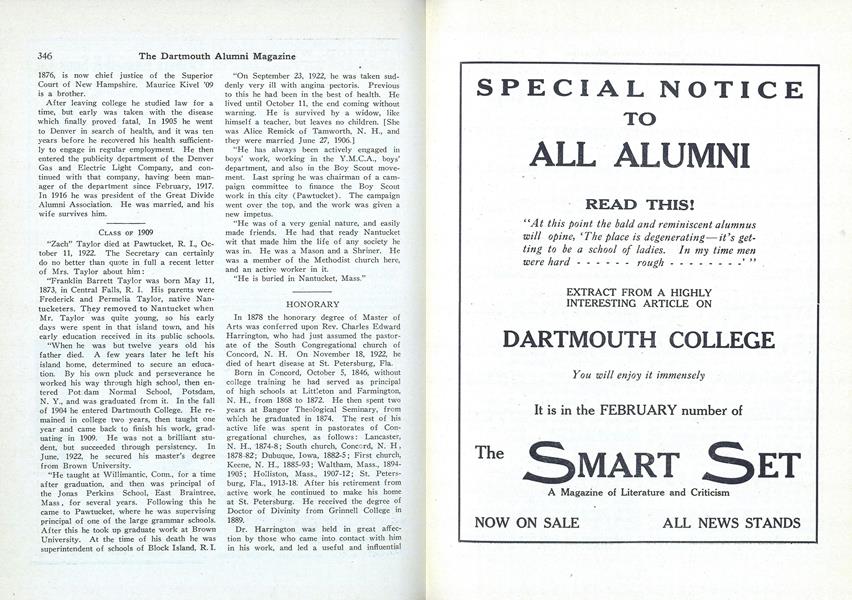 346 The Dartmouth Alumni Magazine
1876, is now chief justice of the Superior
Court of New Hampshire. Maurice Kivel '09
is a brother.
After leaving college he studied law for a
time, but early was taken with the disease
which finally proved fatal. In 1905 he went
to Denver in search of health, and it was ten
years before he recovered his health sufficient-
ly to engage in regular employment. He then
entered the publicity department of the Denver
Gas and Electric Light Company, and con-
tinued with that company, having been man-
ager of the department since February, 1917.
In 1916 he was president of the Great Divide
Alumni Association. He was married, and his
wife survives him.
CLASS OF 1909
"Zach" Taylor died at Pawtucket, R. I., Oc-
tober 11, 1922. The Secretary can certainly
do no better than quote in full a recent letter
of Mrs. Taylor about him:
"Franklin Barrett Taylor was born May 11,
1873, in Central Falls, R. I. His parents were
Frederick and Permelia Taylor, native Nan-
tucketers. They removed to Nantucket when
Mr. Taylor was quite young, so his early
days were spent in that island town, and his
early education received in its public schools.
"When he was but twelve years old his
father died. A few years later he left his
island home, determined to secure an educa-
tion. By his own pluck and perseverance he
worked his way through high school, then en-
tered Pot dam Normal School, Potsdam,
N. Y., and was graduated from it. In the fall
of 1904 he entered Dartmouth College. He re-
mained in college two years, then taught one
year and came back to finish his work, grad-
uating in 1909. He was not a brilliant stu-
dent, but succeeded through persistency. In
June, 1922, he secured his master's degree
from Brown University.
"He taught at Willimantic, Conn., for a time
after graduation, and then was principal of
the Jonas Perkins School, East Braintree,
Mass., for several years. Following this he
came to Pawtucket, where he was supervising
principal of one of the large grammar schools.
After this he took up graduate work at Brown
University. At the time of his death he was
superintendent of schools of Block Island, R. I.
"On September 23, 1922, he was taken sud-
denly very ill with angina pectoris. Previous
to this he had been in the best of health. He
lived until October 11, the end coming without
warning. He is survived by a widow, like
himself a teacher, but leaves no children. [She
was Alice Remick of Tamworth, N. H., and
they were married June 27, 1906.]
"He has always been actively engaged in
boys' work, working in the Y.M.C.A., boys'
department, and also in the Boy Scout move-
ment. Last spring he was chairman of a cam-
paign committee to finance the Boy Scout
work in this city (Pawtucket). The campaign
went over the top, and the work was given a
new impetus.
"He was of a very genial nature, and easily
made friends. He had that ready Nantucket
wit that made him the life of any society he
was in. He was a Mason and a Shriner. He
was a member of the Methodist church here,
and an active worker in it.
"He is buried in Nantucket, Mass."
HONORARY
In 1878 the honorary degree of Master of
Arts was conferred upon Rev. Charles Edward
Harrington, who had just assumed the pastor-
ate of the South Congregational church of
Concord, N. H. On November 18, 1922, he
died of heart disease at St. Petersburg, Fla.
Born in Concord, October 5, 1846, without
college training he had served as principal
of high schools at Littleton and Farmington,
N. H., from 1868 to 1872. He then spent two
years at Bangor Theological Seminary, from
which he graduated in 1874. The rest of his
active life was spent in pastorates of Con-
gregational churches, as follows: Lancaster,
N. H., 1874-8; South church, Concord, N. H.,
1878-82; Dubuque, Iowa, 1882-5; First church,
Keene, N. H., 1885-93; Waltham, Mass., 1894-
1905; Holliston, Mass., 1907-12; St. Peters-
burg, Fla., 1913-18. After his retirement from
active work he continued to make his home
at St. Petersburg. He received the degree of
Doctor of Divinity from Grinnell College in
1889.
Dr. Harrington was held in great affec-
tion by those who came into contact with him
in his work, and led a useful and influential
SPECIAL NOTICE
TO
ALL ALUMNI
READ THIS!
"At this point the bald and reminiscent alumnus
will opine, 'The place is degenerating—it's get-
ting to be a school of ladies. In my time men
were hard - - - - - - rough - - - - - - - -' "
EXTRACT FROM A HIGHLY
INTERESTING ARTICLE ON
DARTMOUTH COLLEGE
You will enjoy it immensely
It is in the FEBRUARY number of
The SMART SET
A Magazine of Literature and Criticism
NOW ON SALE ALL NEWS STANDS